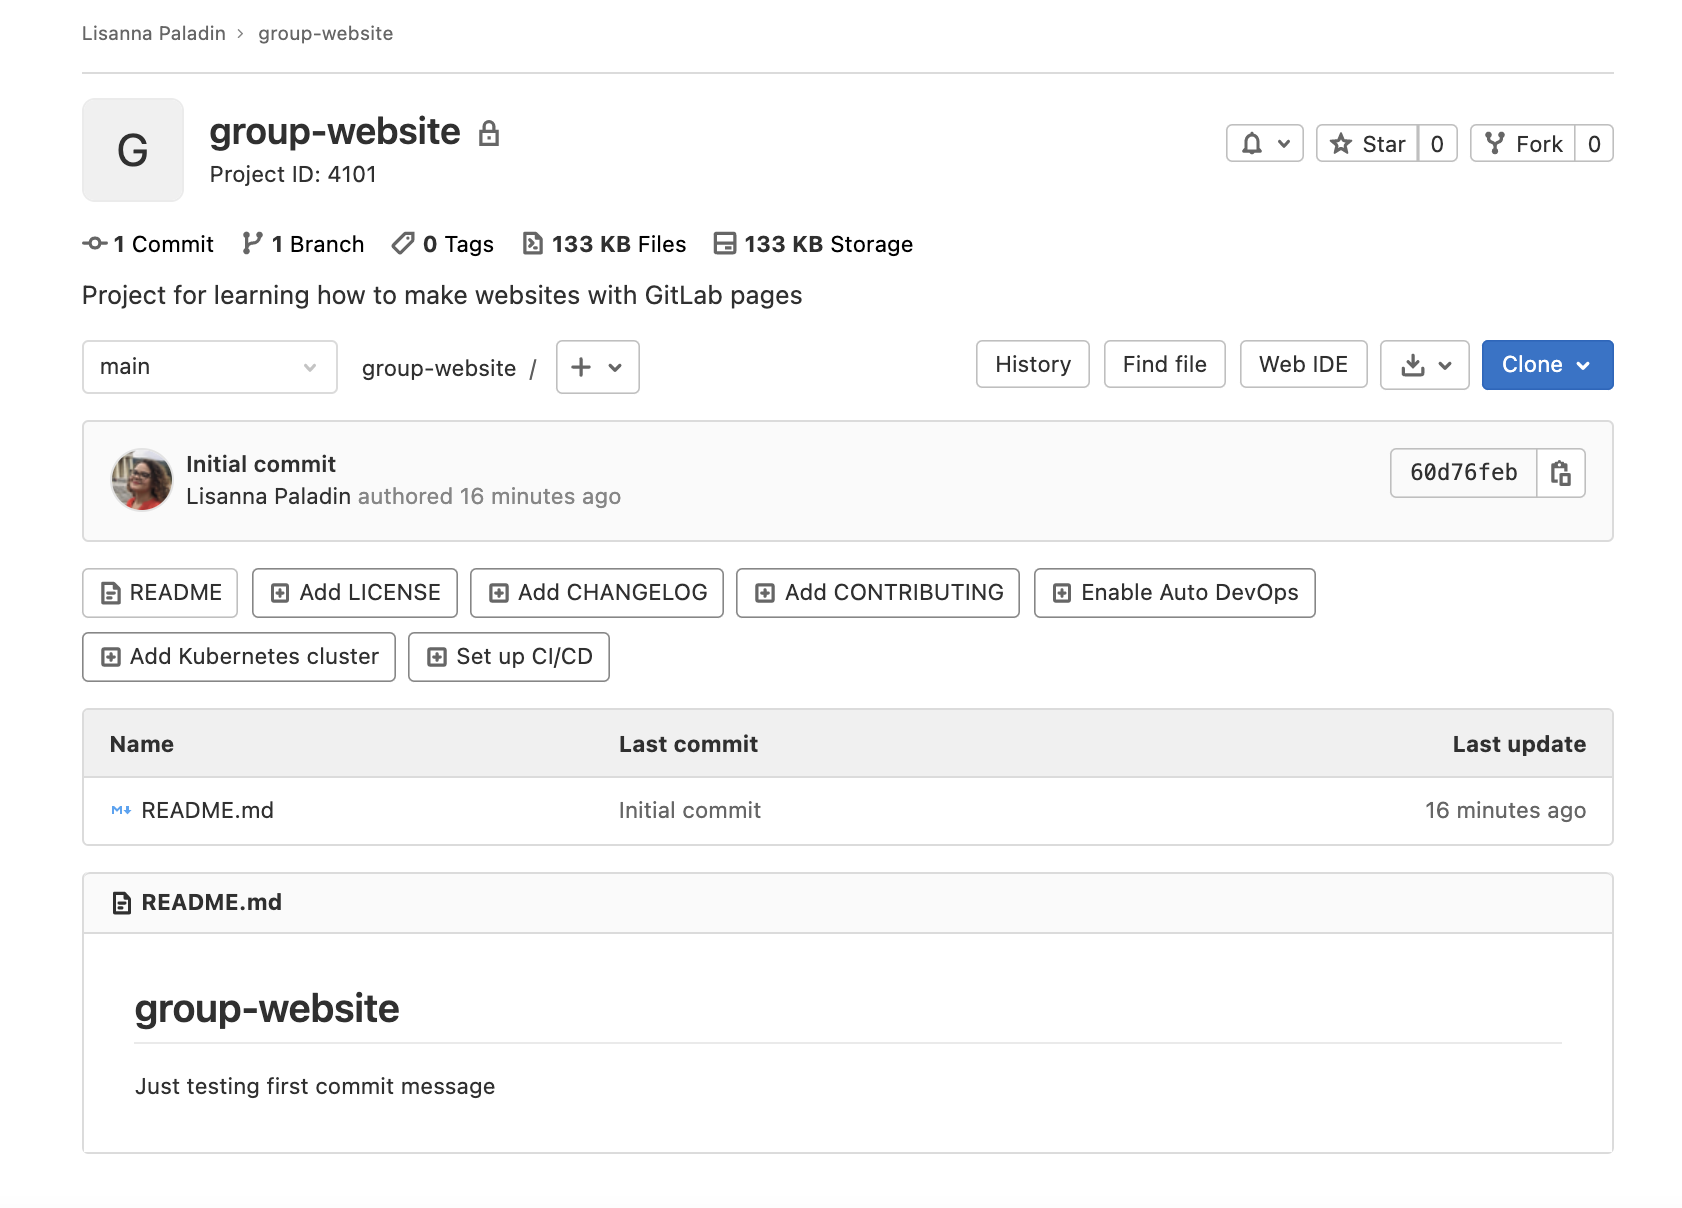 Lisanna Paladin › group-website
G
group-website
Project ID: 4101
Star 0 Fork 0
1 Commit 1 Branch 0 Tags 133 KB Files 133 KB Storage
Project for learning how to make websites with GitLab pages
main group-website / + History Find file Web IDE Clone
Initial commit
Lisanna Paladin authored 16 minutes ago
60d76feb
README Add LICENSE Add CHANGELOG Add CONTRIBUTING Enable Auto DevOps
Add Kubernetes cluster Set up CI/CD
Name Last commit Last update
M↓ README.md Initial commit 16 minutes ago
README.md
group-website
Just testing first commit message